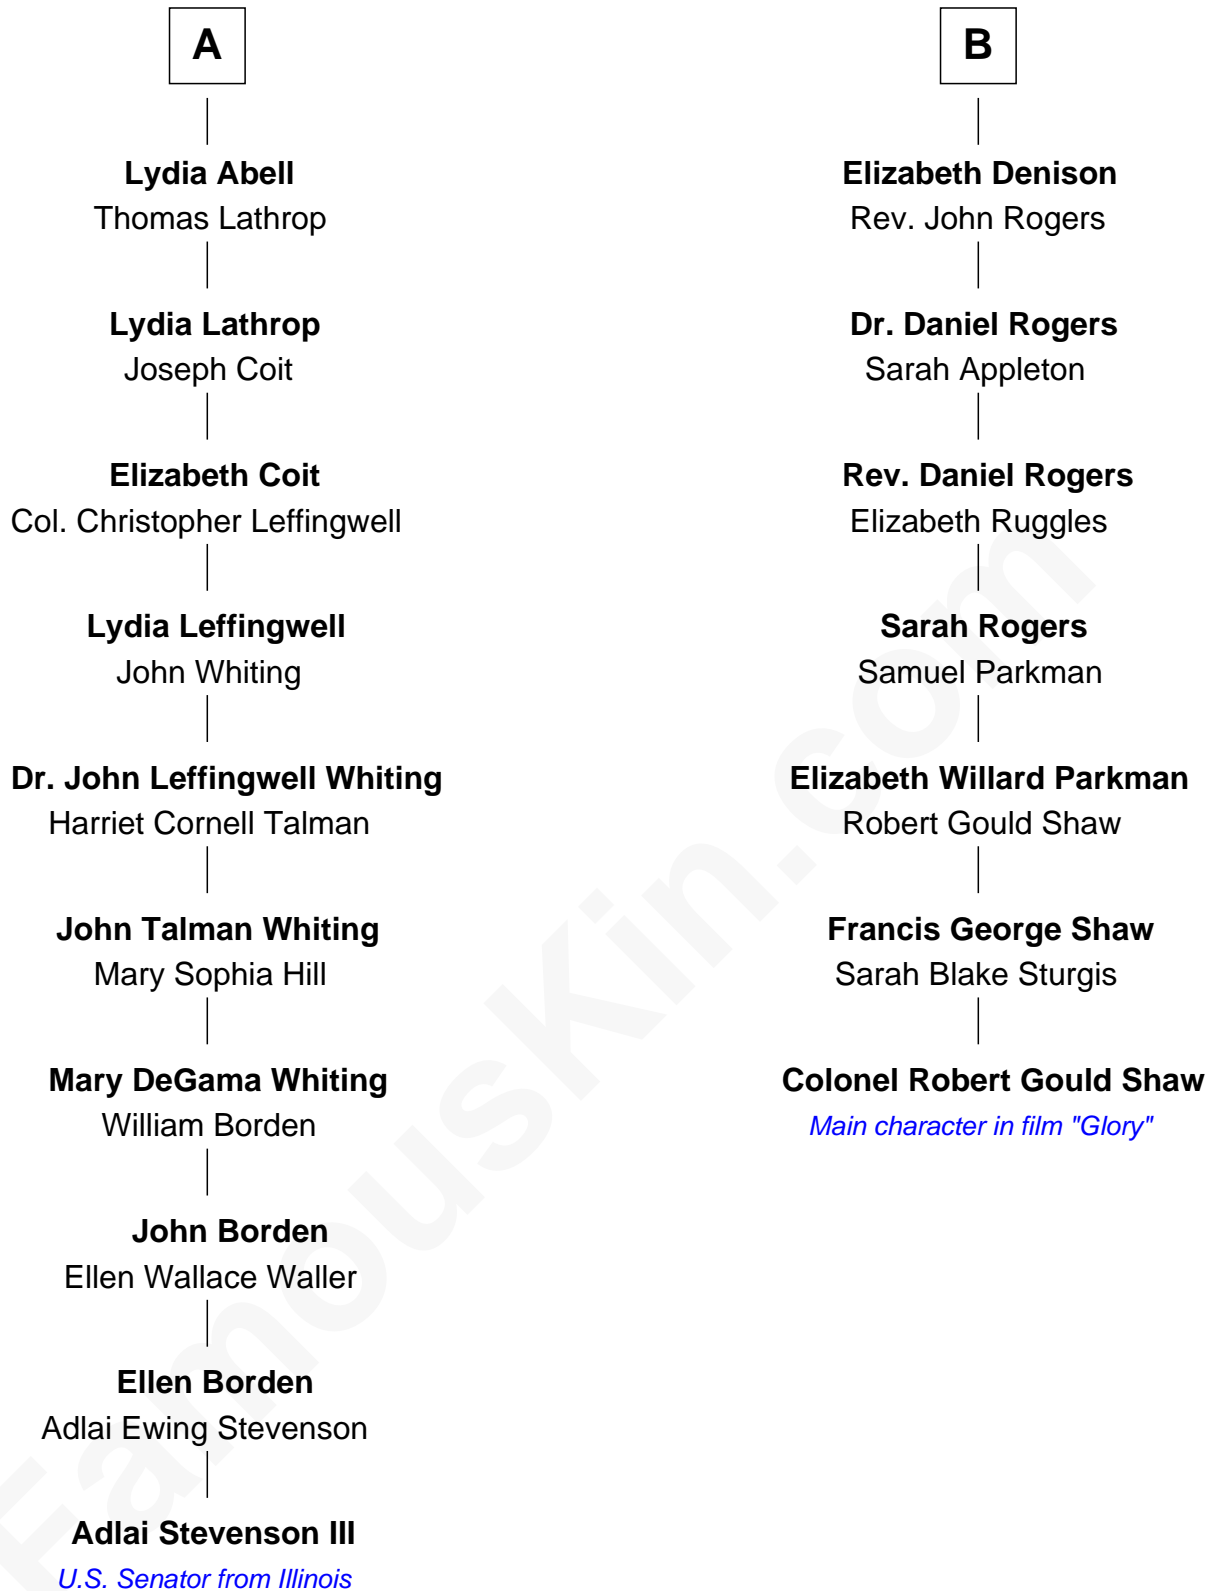 A
Lydia Abell
Thomas Lathrop
Lydia Lathrop
Joseph Coit
Elizabeth Coit
Col. Christopher Leffingwell
Lydia Leffingwell
John Whiting
Dr. John Leffingwell Whiting
Harriet Cornell Talman
John Talman Whiting
Mary Sophia Hill
Mary DeGama Whiting
William Borden
John Borden
Ellen Wallace Waller
Ellen Borden
Adlai Ewing Stevenson
Adlai Stevenson III
U.S. Senator from Illinois
B
Elizabeth Denison
Rev. John Rogers
Dr. Daniel Rogers
Sarah Appleton
Rev. Daniel Rogers
Elizabeth Ruggles
Sarah Rogers
Samuel Parkman
Elizabeth Willard Parkman
Robert Gould Shaw
Francis George Shaw
Sarah Blake Sturgis
Colonel Robert Gould Shaw
Main character in film "Glory"
FamousKin.com